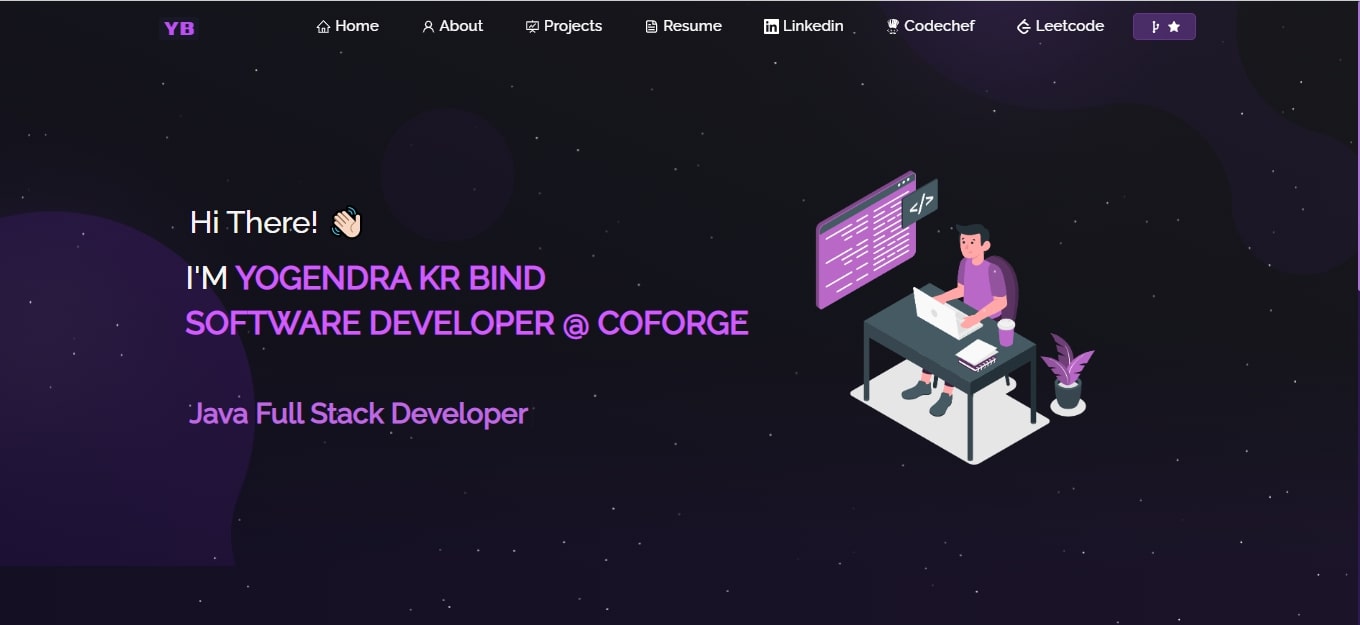 YB
Home About Projects Resume Linkedin Codechef Leetcode
Hi There! 👋🏻
I'M YOGENDRA KR BIND
SOFTWARE DEVELOPER @ COFORGE
</>
Java Full Stack Developer